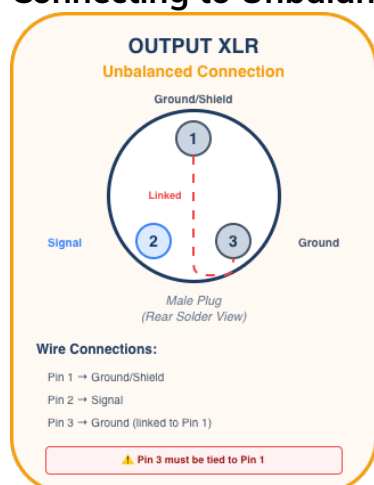 OUTPUT XLR
Unbalanced Connection
Ground/Shield
1
Linked
Signal
2
3
Ground
Male Plug
(Rear Solder View)
Wire Connections:
Pin 1 → Ground/Shield
Pin 2 → Signal
Pin 3 → Ground (linked to Pin 1)
⚠️ Pin 3 must be tied to Pin 1